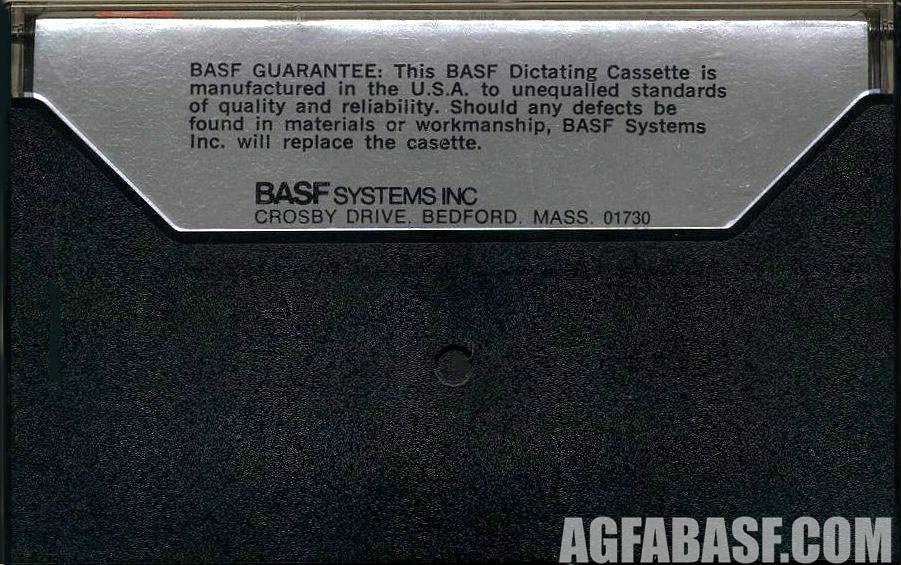 BASF GUARANTEE: This BASF Dictating Cassette is
manufactured in the U.S.A. to unequalled standards
of quality and reliability. Should any defects be
found in materials or workmanship, BASF Systems
Inc. will replace the casette.
BASF SYSTEMS INC
CROSBY DRIVE, BEDFORD, MASS. 01730
AGFABASF.COM